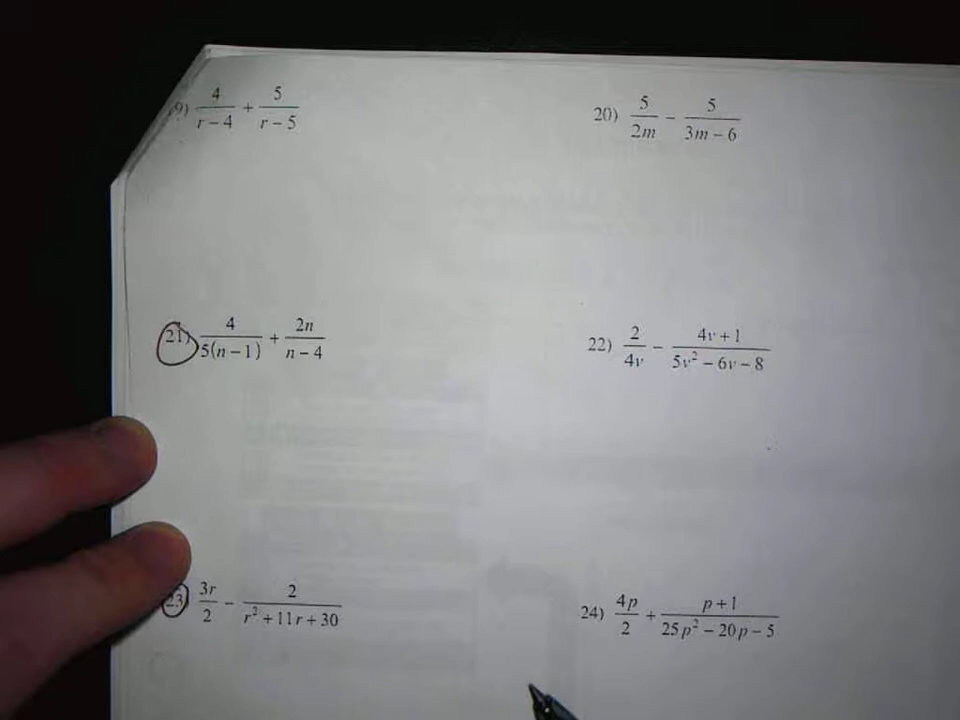 9) 4/(r − 4) + 5/(r − 5)
20) 5/(2m) − 5/(3m − 6)
21) 4/(5(n − 1)) + 2n/(n − 4)
22) 2/(4v) − (4v + 1)/(5v² − 6v − 8)
23) 3r/2 − 2/(r² + 11r + 30)
24) 4p/2 + (p + 1)/(25p² − 20p − 5)